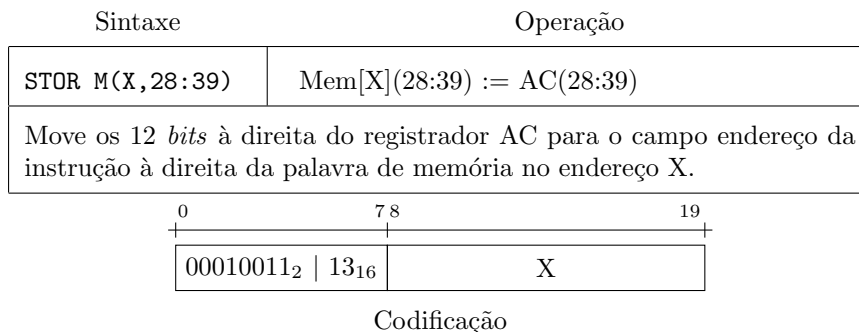 Sintaxe Operação
STOR M(X,28:39) Mem[X](28:39) := AC(28:39)
Move os 12 bits à direita do registrador AC para o campo endereço da
instrução à direita da palavra de memória no endereço X.
0 7 8 19
00010011₂ | 13₁₆ X
Codificação